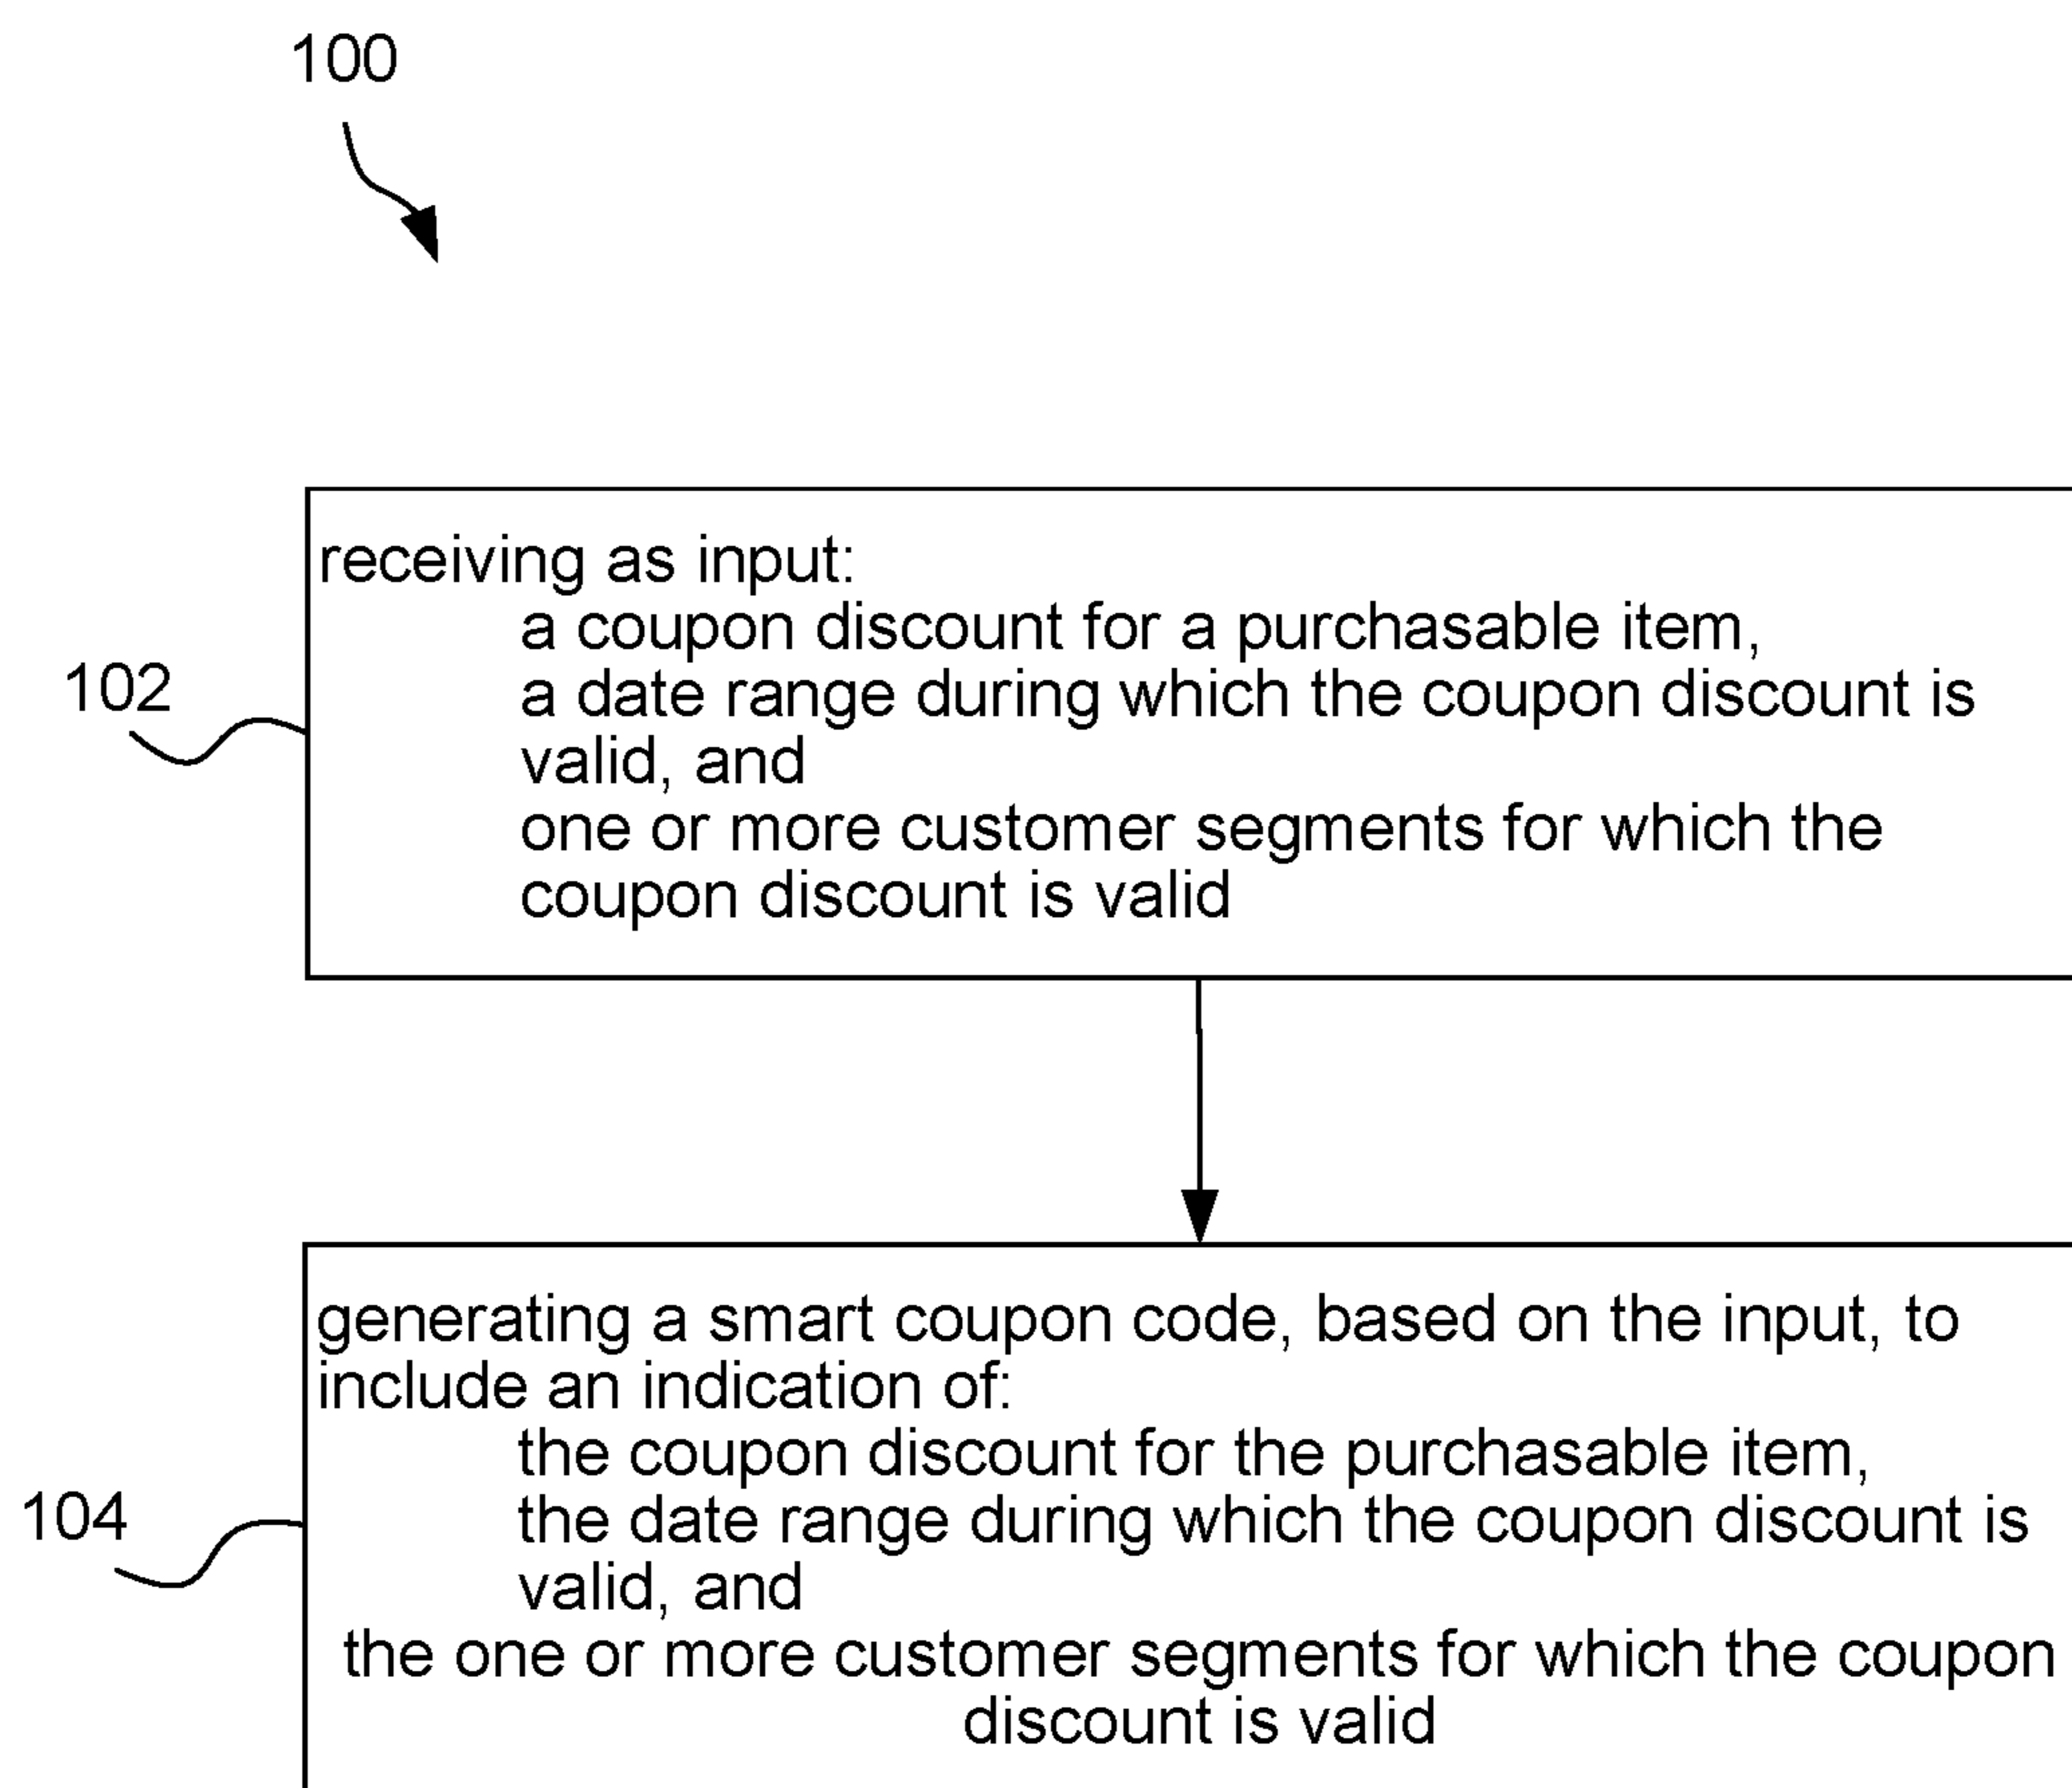 100
receiving as input:
a coupon discount for a purchasable item,
a date range during which the coupon discount is
valid, and
one or more customer segments for which the
coupon discount is valid
102
generating a smart coupon code, based on the input, to
include an indication of:
the coupon discount for the purchasable item,
the date range during which the coupon discount is
valid, and
the one or more customer segments for which the coupon
discount is valid
104